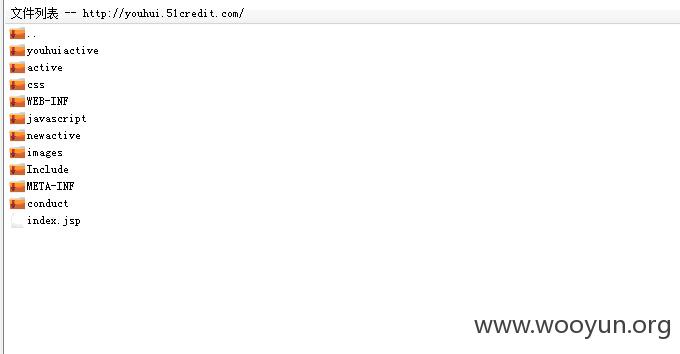 文件列表 -- http://youhui.51credit.com/
..
youhuiactive
active
css
WEB-INF
javascript
newactive
images
Include
META-INF
conduct
index.jsp
www.wooyun.org